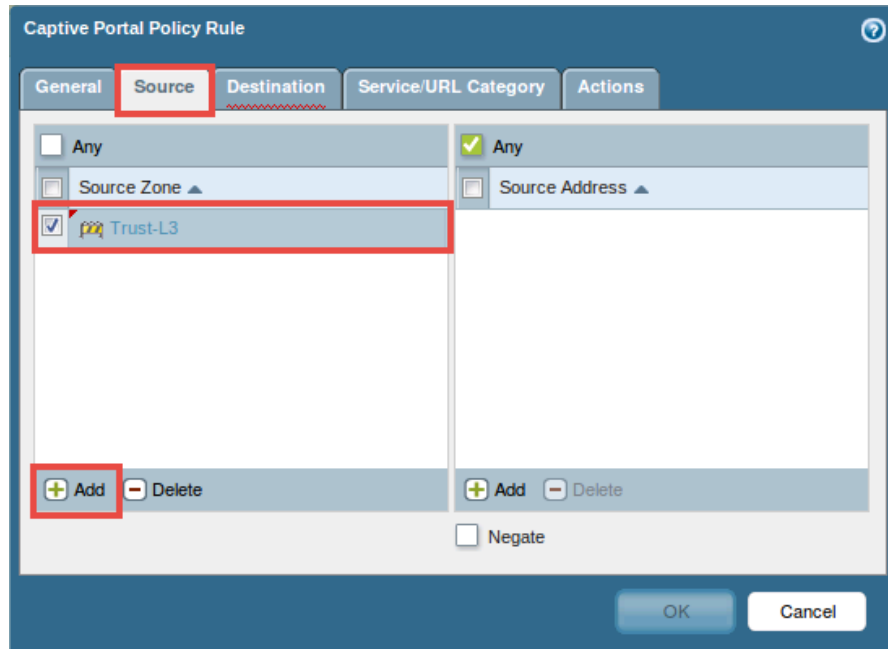 Captive Portal Policy Rule
General Source Destination Service/URL Category Actions
Any
Source Zone
Trust-L3
Add Delete
Any
Source Address
Add Delete
Negate
OK Cancel